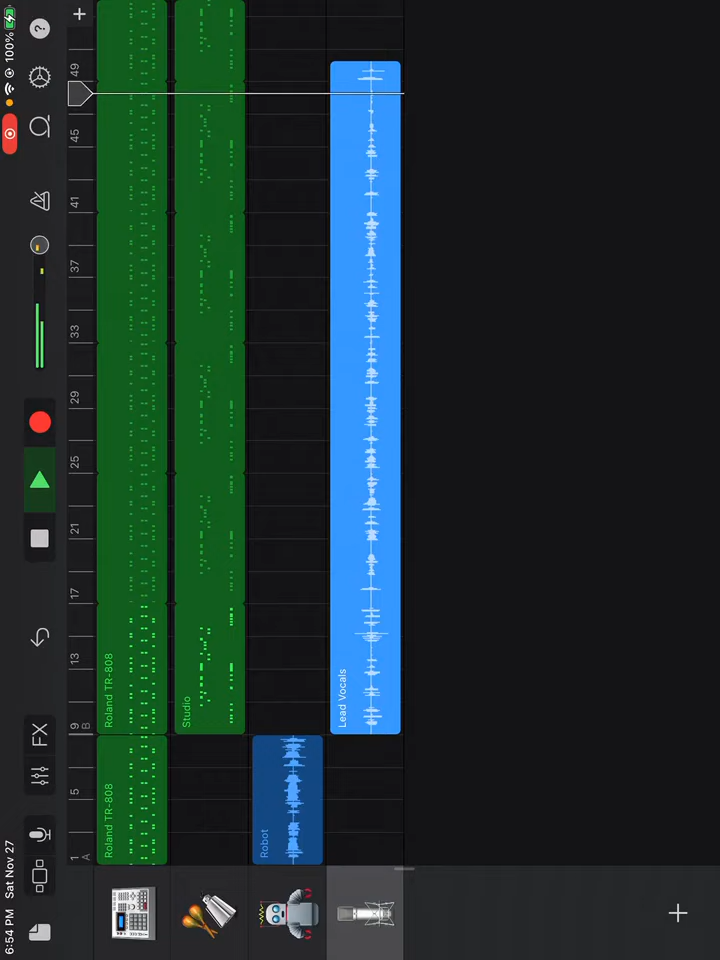 6:54 PM Sat Nov 27
100%
FX
?
A
B
1
5
9
13
17
21
25
29
33
37
41
45
49
+
Roland TR-808
Roland TR-808
Studio
Robot
Lead Vocals
+